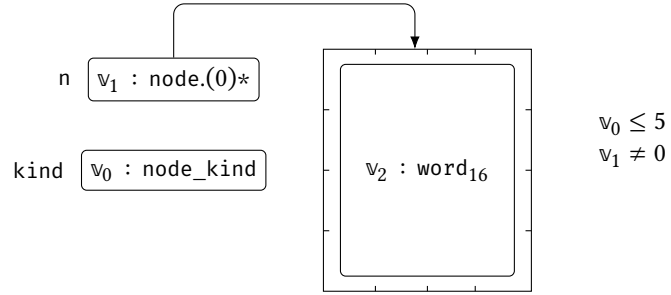 n 𝕧₁ : node.(0)*
kind 𝕧₀ : node_kind
𝕧₂ : word₁₆
𝕧₀ ≤ 5
𝕧₁ ≠ 0